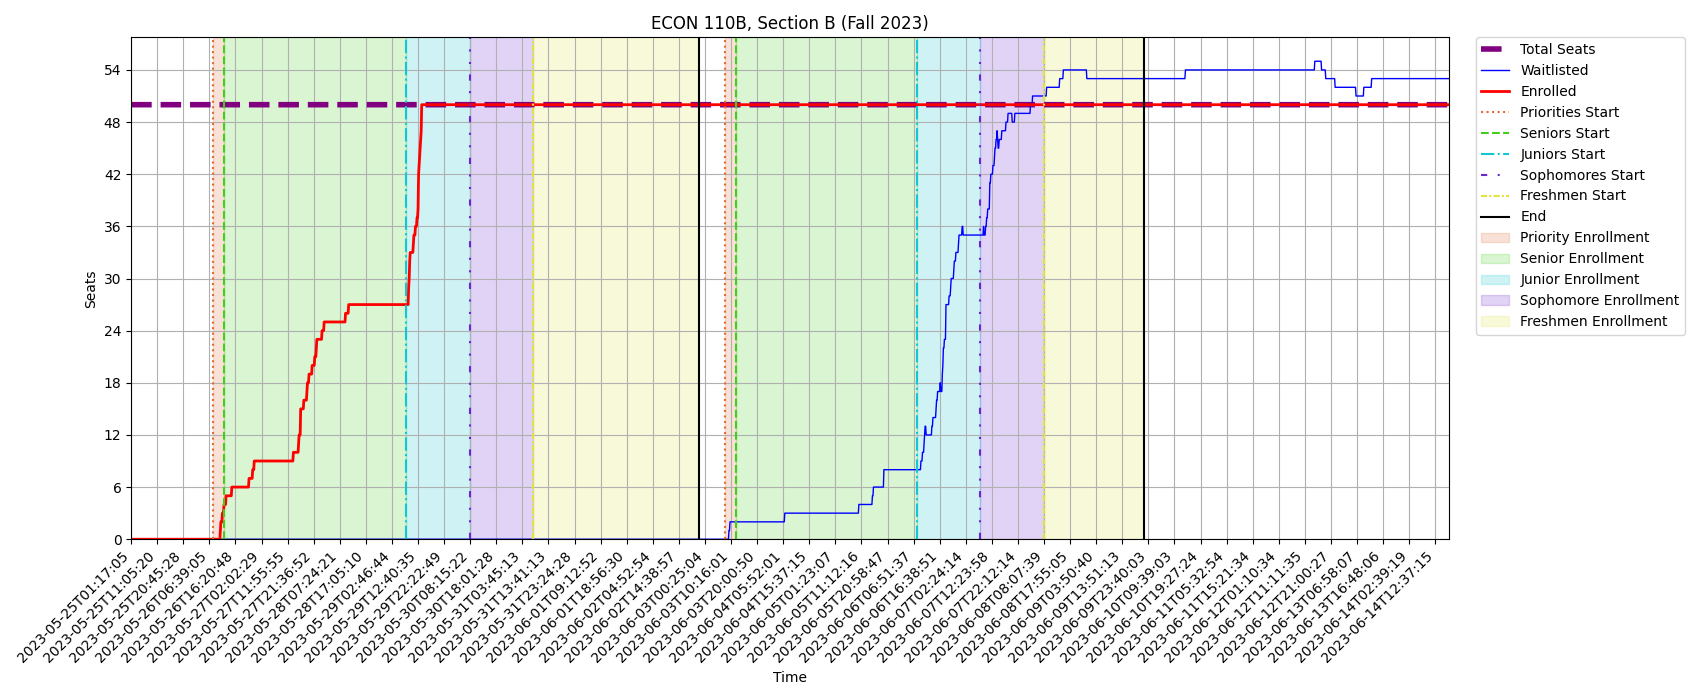 ECON 110B, Section B (Fall 2023)
Seats
54
48
42
36
30
24
18
12
6
0
2023-05-25T01:17:05
2023-05-25T11:05:20
2023-05-25T20:45:28
2023-05-26T06:39:05
2023-05-26T16:20:48
2023-05-27T02:02:29
2023-05-27T11:55:55
2023-05-27T21:36:52
2023-05-28T07:24:21
2023-05-28T17:05:10
2023-05-29T02:46:44
2023-05-29T12:40:35
2023-05-29T22:22:49
2023-05-30T08:15:22
2023-05-30T18:01:28
2023-05-31T03:45:13
2023-05-31T13:41:13
2023-05-31T23:24:28
2023-06-01T09:12:52
2023-06-01T18:56:30
2023-06-02T04:52:54
2023-06-02T14:38:57
2023-06-03T00:25:04
2023-06-03T10:16:01
2023-06-03T20:00:50
2023-06-04T05:52:01
2023-06-04T15:37:15
2023-06-05T01:23:07
2023-06-05T11:12:16
2023-06-05T20:58:47
2023-06-06T06:51:37
2023-06-06T16:38:51
2023-06-07T02:24:14
2023-06-07T12:23:58
2023-06-07T22:12:14
2023-06-08T08:07:39
2023-06-08T17:55:05
2023-06-09T03:50:40
2023-06-09T13:51:13
2023-06-09T23:40:03
2023-06-10T09:39:03
2023-06-10T19:27:24
2023-06-11T05:32:54
2023-06-11T15:21:34
2023-06-12T01:10:34
2023-06-12T11:11:35
2023-06-12T21:00:27
2023-06-13T06:58:07
2023-06-13T16:48:06
2023-06-14T02:39:19
2023-06-14T12:37:15
Time
Total Seats
Waitlisted
Enrolled
Priorities Start
Seniors Start
Juniors Start
Sophomores Start
Freshmen Start
End
Priority Enrollment
Senior Enrollment
Junior Enrollment
Sophomore Enrollment
Freshmen Enrollment